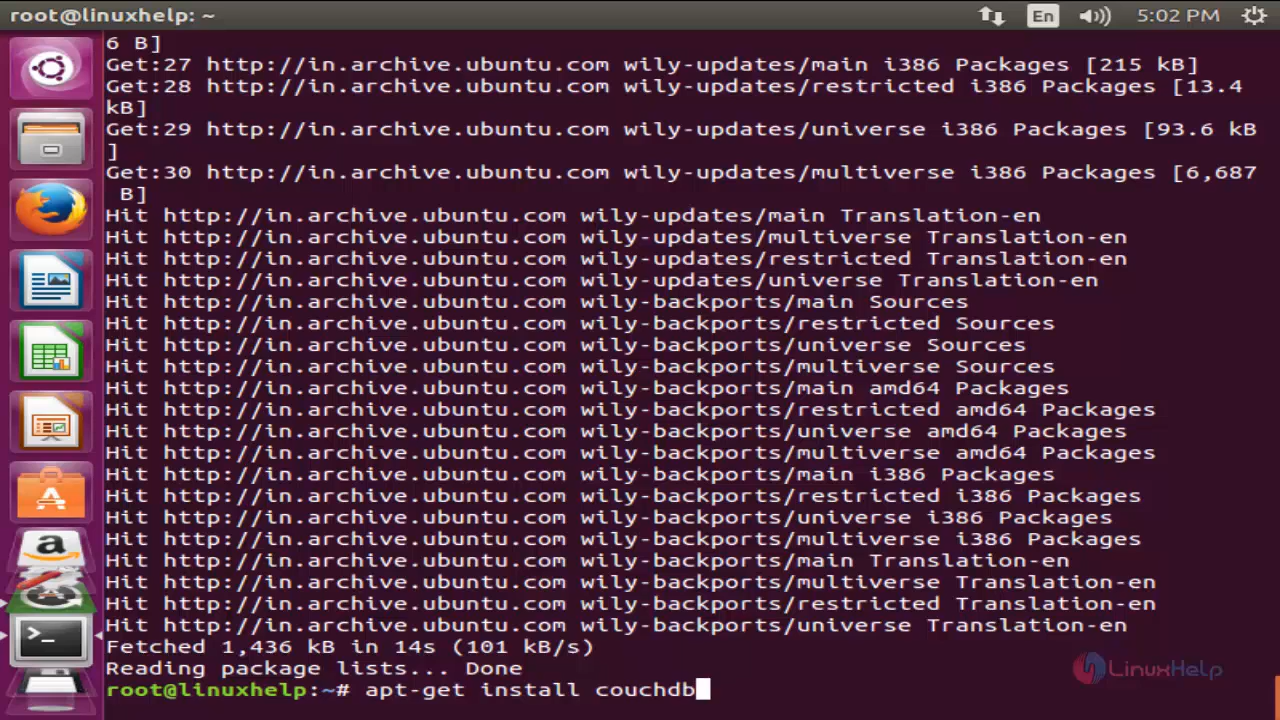 root@linuxhelp: ~
En
5:02 PM
6 B]
Get:27 http://in.archive.ubuntu.com wily-updates/main i386 Packages [215 kB]
Get:28 http://in.archive.ubuntu.com wily-updates/restricted i386 Packages [13.4
kB]
Get:29 http://in.archive.ubuntu.com wily-updates/universe i386 Packages [93.6 kB
]
Get:30 http://in.archive.ubuntu.com wily-updates/multiverse i386 Packages [6,687
B]
Hit http://in.archive.ubuntu.com wily-updates/main Translation-en
Hit http://in.archive.ubuntu.com wily-updates/multiverse Translation-en
Hit http://in.archive.ubuntu.com wily-updates/restricted Translation-en
Hit http://in.archive.ubuntu.com wily-updates/universe Translation-en
Hit http://in.archive.ubuntu.com wily-backports/main Sources
Hit http://in.archive.ubuntu.com wily-backports/restricted Sources
Hit http://in.archive.ubuntu.com wily-backports/universe Sources
Hit http://in.archive.ubuntu.com wily-backports/multiverse Sources
Hit http://in.archive.ubuntu.com wily-backports/main amd64 Packages
Hit http://in.archive.ubuntu.com wily-backports/restricted amd64 Packages
Hit http://in.archive.ubuntu.com wily-backports/universe amd64 Packages
Hit http://in.archive.ubuntu.com wily-backports/multiverse amd64 Packages
Hit http://in.archive.ubuntu.com wily-backports/main i386 Packages
Hit http://in.archive.ubuntu.com wily-backports/restricted i386 Packages
Hit http://in.archive.ubuntu.com wily-backports/universe i386 Packages
Hit http://in.archive.ubuntu.com wily-backports/multiverse i386 Packages
Hit http://in.archive.ubuntu.com wily-backports/main Translation-en
Hit http://in.archive.ubuntu.com wily-backports/multiverse Translation-en
Hit http://in.archive.ubuntu.com wily-backports/restricted Translation-en
Hit http://in.archive.ubuntu.com wily-backports/universe Translation-en
Fetched 1,436 kB in 14s (101 kB/s)
Reading package lists... Done
root@linuxhelp:~# apt-get install couchdb
LinuxHelp